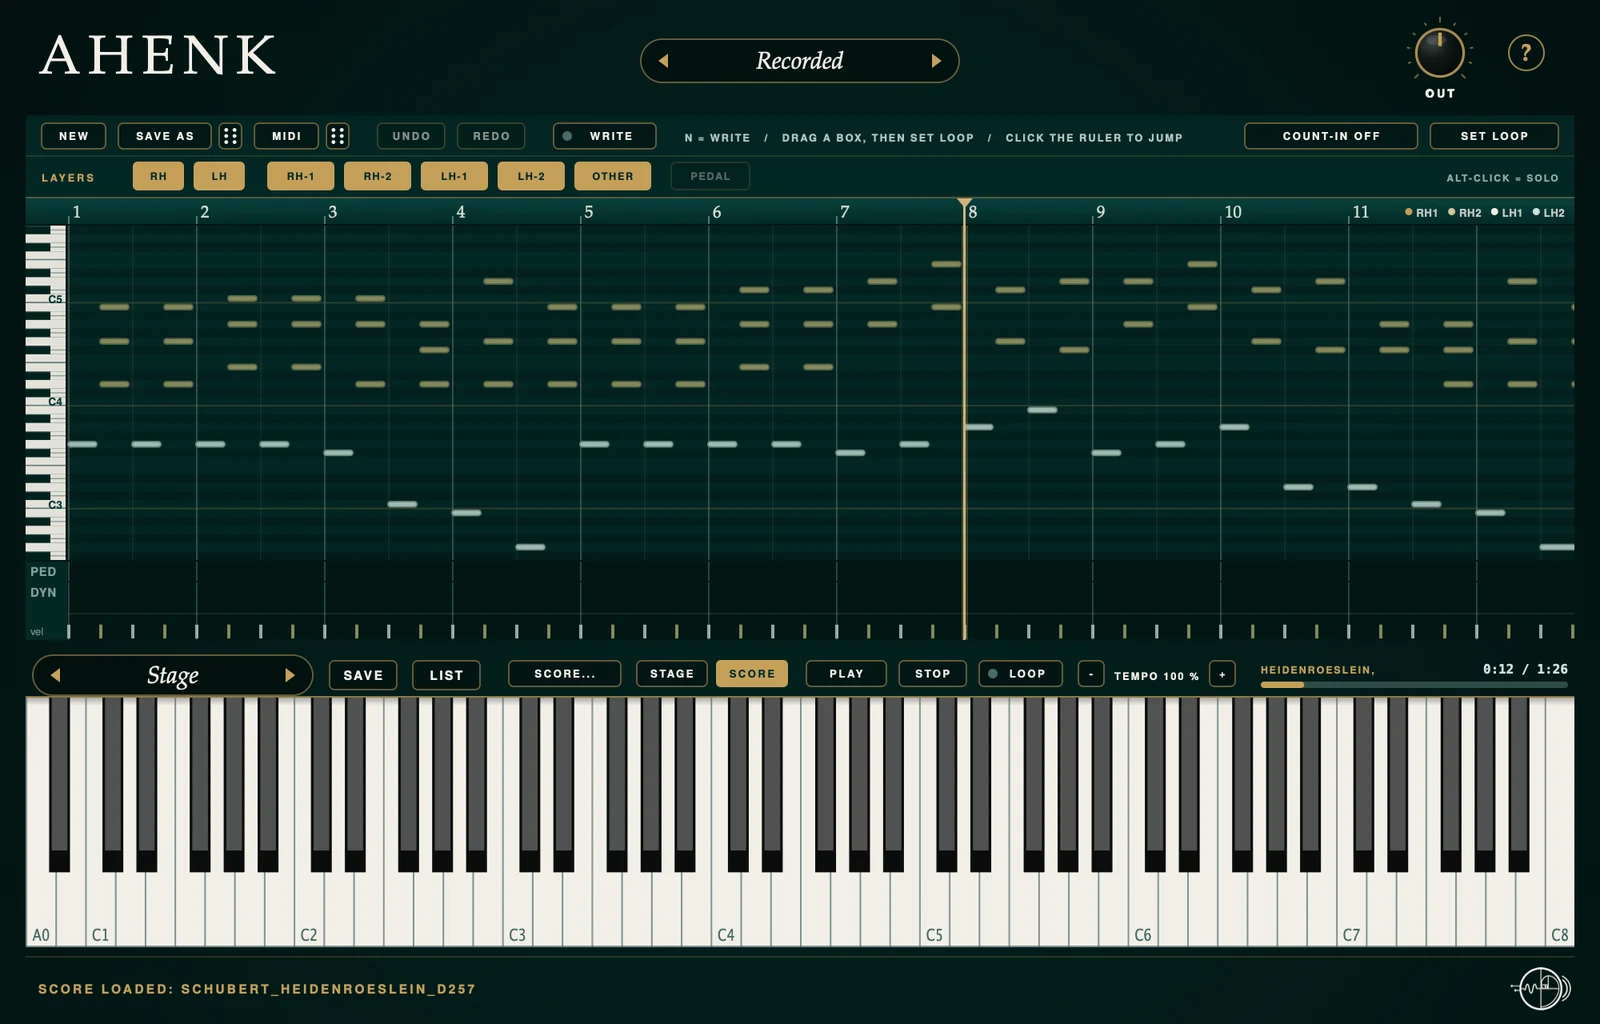 AHENK
Recorded
?
OUT
NEW SAVE AS MIDI UNDO REDO WRITE N = WRITE / DRAG A BOX, THEN SET LOOP / CLICK THE RULER TO JUMP COUNT-IN OFF SET LOOP
LAYERS RH LH RH-1 RH-2 LH-1 LH-2 OTHER PEDAL ALT-CLICK = SOLO
1 2 3 4 5 6 7 8 9 10 11 RH1 RH2 LH1 LH2
C5
C4
C3
PED
DYN
vel
Stage SAVE LIST SCORE... STAGE SCORE PLAY STOP LOOP - TEMPO 100 % + HEIDENROESLEIN, 0:12 / 1:26
A0 C1 C2 C3 C4 C5 C6 C7 C8
SCORE LOADED: SCHUBERT_HEIDENROESLEIN_D257